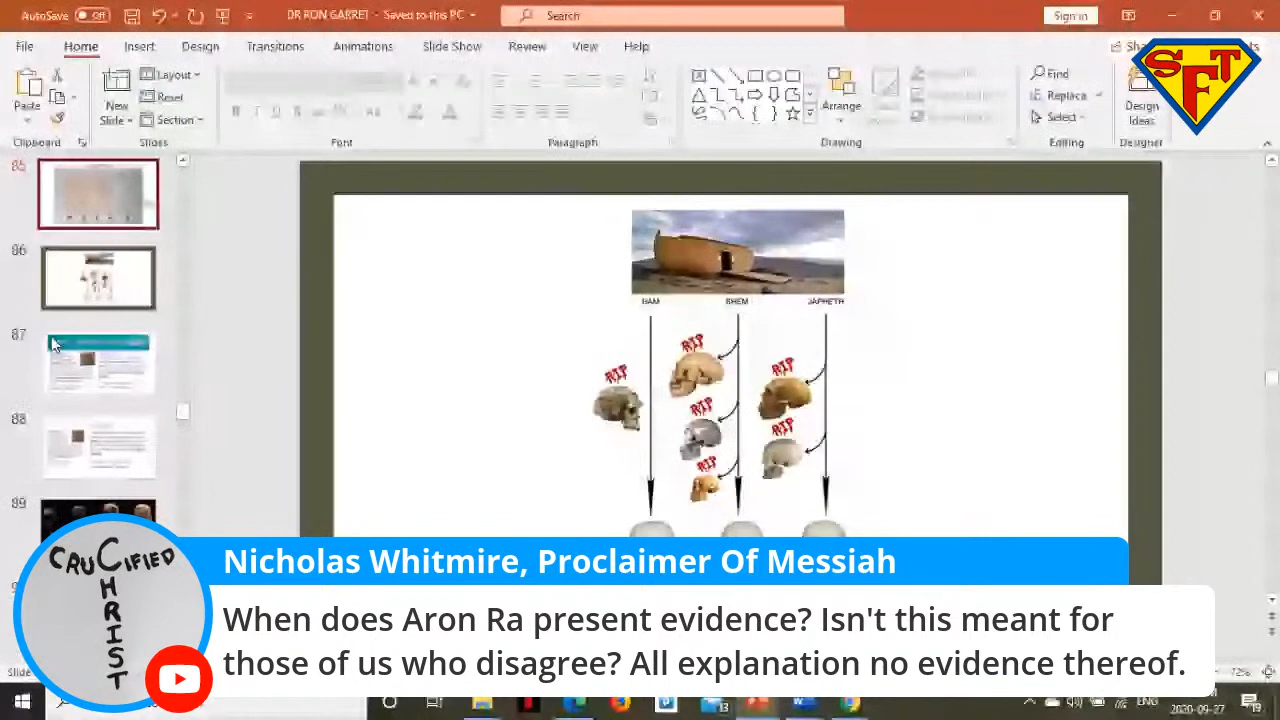 AutoSave
Off
DR RON GARRET - Saved to this PC
Search
Sign in
File
Home
Insert
Design
Transitions
Animations
Slide Show
Review
View
Help
SFT
Paste
New
Slide
Layout
Reset
Section
Arrange
Find
Replace
Select
Design
Ideas
Clipboard
Slides
Font
Paragraph
Drawing
Editing
Designer
86
87
88
HAM
SHEM
JAPHETH
RIP
RIP
RIP
RIP
RIP
RIP
CRUCIFIED
CHRIST
Nicholas Whitmire, Proclaimer Of Messiah
When does Aron Ra present evidence? Isn't this meant for
those of us who disagree? All explanation no evidence thereof.
72%
2020-09-27